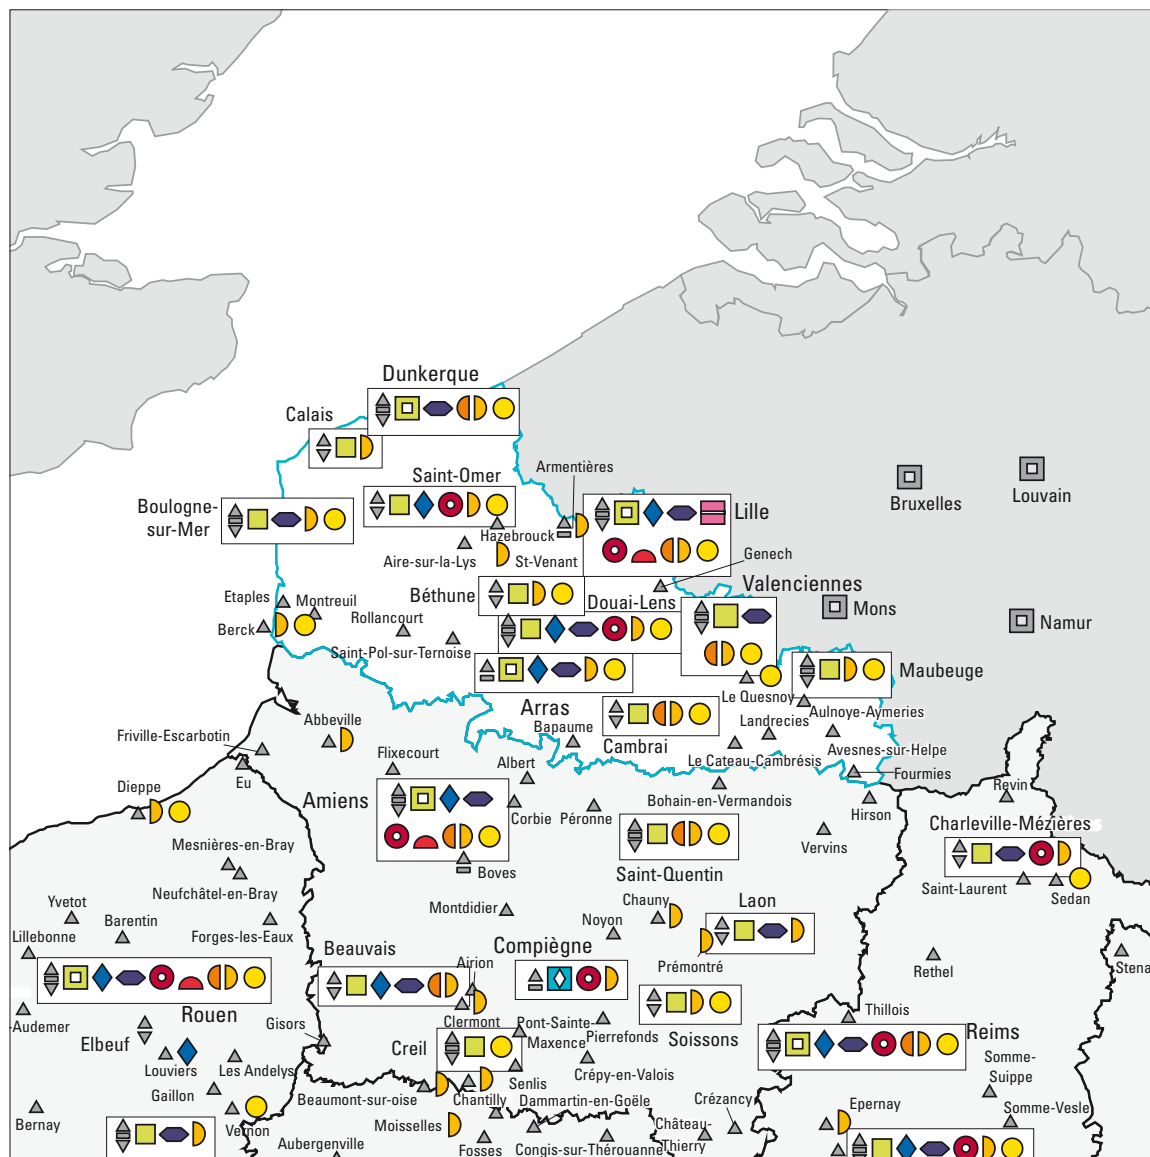 Dunkerque
Calais
Saint-Omer
Armentières
Bruxelles
Louvain
Boulogne-
sur-Mer
Lille
Hazebrouck
Aire-sur-la-Lys
St-Venant
Genech
Valenciennes
Etaples
Montreuil
Béthune
Douai-Lens
Mons
Namur
Berck
Rollancourt
Saint-Pol-sur-Ternoise
Maubeuge
Le Quesnoy
Arras
Aulnoye-Aymeries
Abbeville
Bapaume
Cambrai
Landrecies
Friville-Escarbotin
Flixecourt
Albert
Le Cateau-Cambrésis
Avesnes-sur-Helpe
Fourmies
Eu
Dieppe
Amiens
Corbie
Péronne
Bohain-en-Vermandois
Hirson
Revin
Charleville-Mézières
Mesnières-en-Bray
Vervins
Boves
Saint-Quentin
Saint-Laurent
Sedan
Neufchâtel-en-Bray
Yvetot
Barentin
Montdidier
Chauny
Laon
Lillebonne
Forges-les-Eaux
Noyon
Beauvais
Compiègne
Airion
Prémontré
Rethel
Stena
-Audemer
Rouen
Gisors
Clermont
Pont-Sainte-
Maxence
Pierrefonds
Soissons
Thillois
Reims
Elbeuf
Creil
Louviers
Les Andelys
Senlis
Crépy-en-Valois
Somme-
Suippe
Gaillon
Beaumont-sur-oise
Chantilly
Dammartin-en-Goële
Crézancy
Epernay
Somme-Vesle
Bernay
Vernon
Moisselles
Château-
Thierry
Aubergenville
Fosses
Congis-sur-Thérouanne